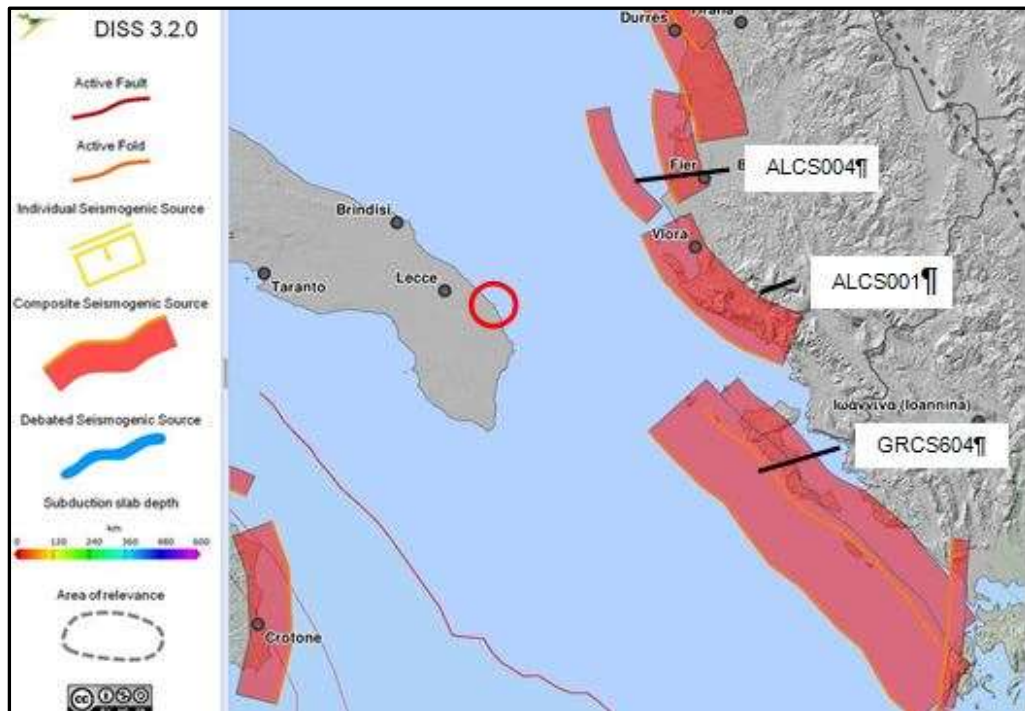 DISS 3.2.0
Active Fault
Active Fold
Individual Seismogenic Source
Composite Seismogenic Source
Debated Seismogenic Source
Subduction slab depth
km
0 120 240 360 480 600
Area of relevance
cc
Durrës
ALCS004¶
Fier
B
Brindisi
Vlora
Lecce
Taranto
ALCS001¶
Ιωάννινα (Ioannina)
GRCS604¶
Crotone